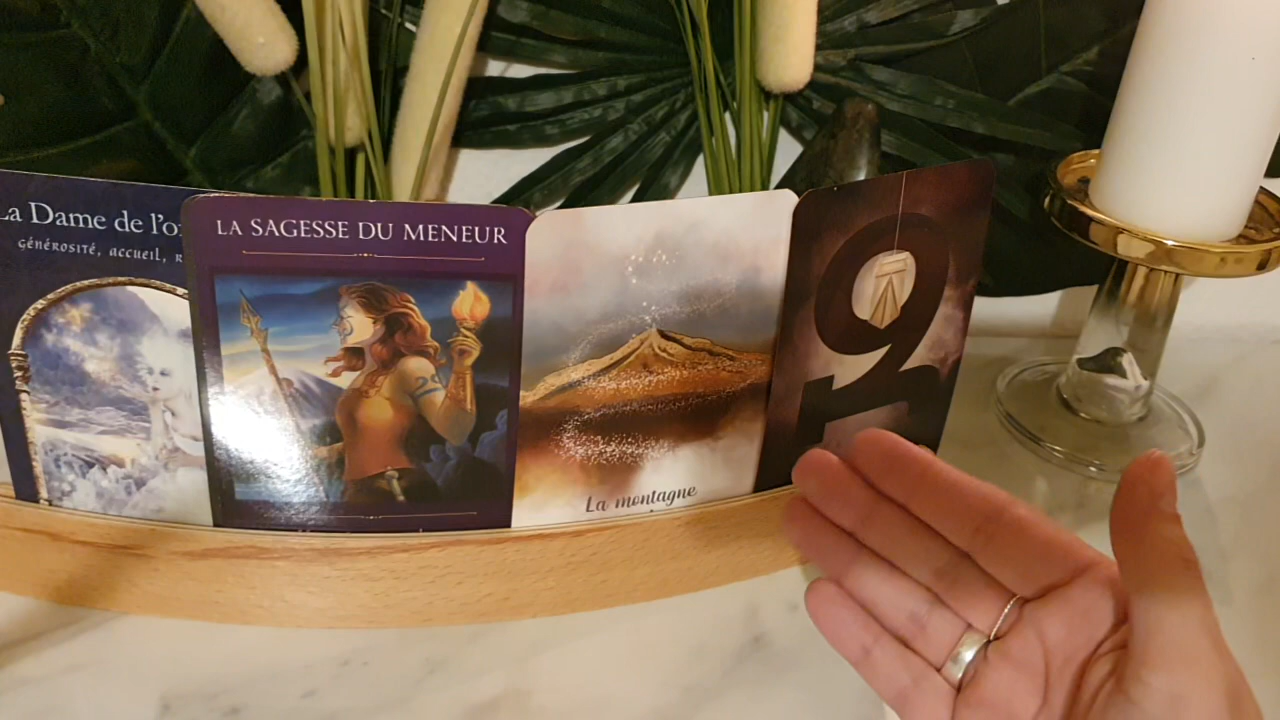 La Dame de l'o
générosité, accueil, r
LA SAGESSE DU MENEUR
La montagne
9